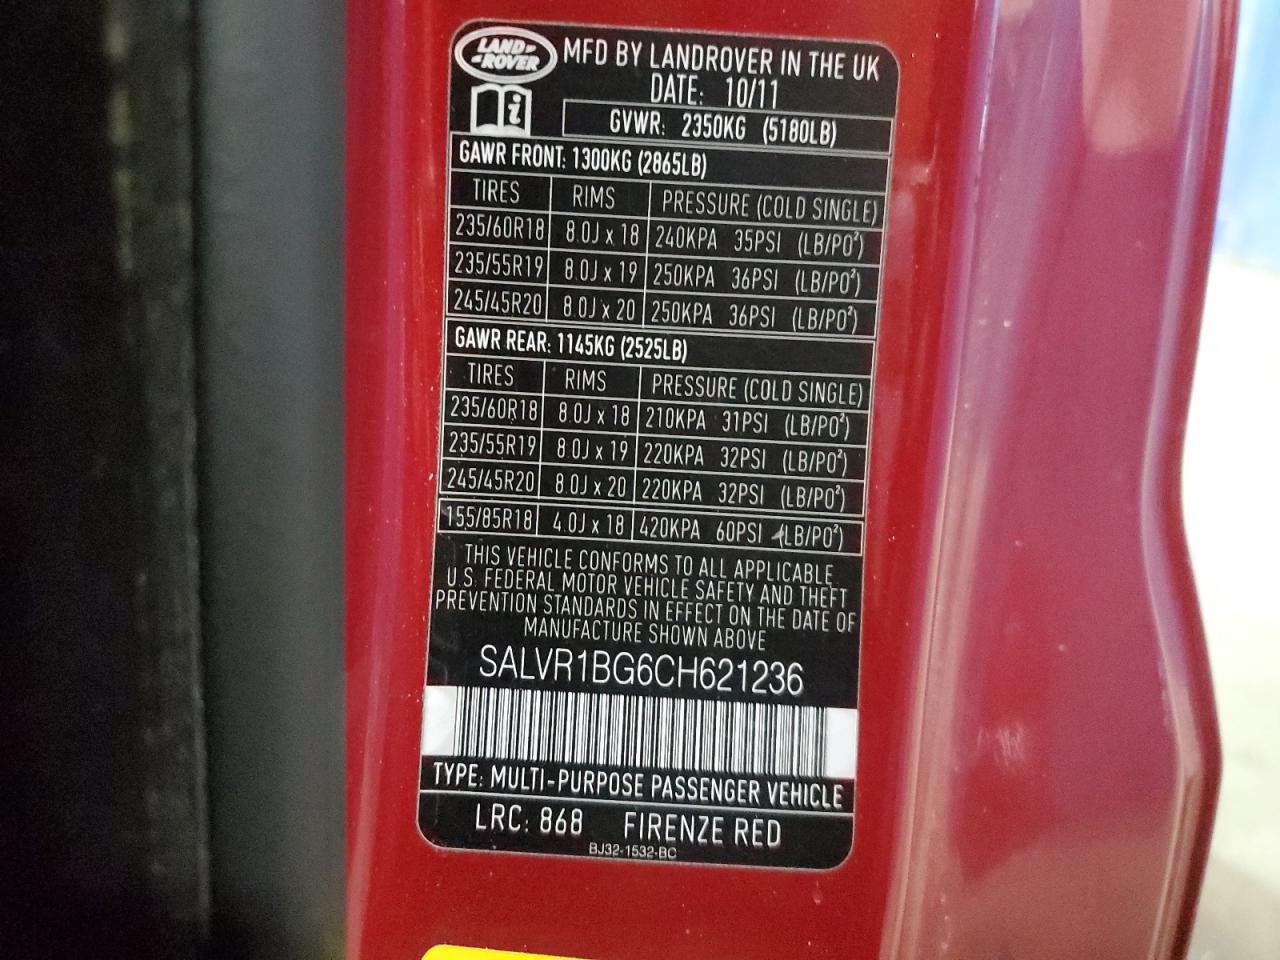 LAND ROVER MFD BY LANDROVER IN THE UK
DATE: 10/11
GVWR: 2350KG (5180LB)
GAWR FRONT: 1300KG (2865LB)
TIRES RIMS PRESSURE (COLD SINGLE)
235/60R18 8.0J x 18 240KPA 35PSI (LB/PO²)
235/55R19 8.0J x 19 250KPA 36PSI (LB/PO²)
245/45R20 8.0J x 20 250KPA 36PSI (LB/PO²)
GAWR REAR: 1145KG (2525LB)
TIRES RIMS PRESSURE (COLD SINGLE)
235/60R18 8.0J x 18 210KPA 31PSI (LB/PO²)
235/55R19 8.0J x 19 220KPA 32PSI (LB/PO²)
245/45R20 8.0J x 20 220KPA 32PSI (LB/PO²)
155/85R18 4.0J x 18 420KPA 60PSI (LB/PO²)
THIS VEHICLE CONFORMS TO ALL APPLICABLE
U.S. FEDERAL MOTOR VEHICLE SAFETY AND THEFT
PREVENTION STANDARDS IN EFFECT ON THE DATE OF
MANUFACTURE SHOWN ABOVE
SALVR1BG6CH621236
TYPE: MULTI-PURPOSE PASSENGER VEHICLE
LRC: 868 FIRENZE RED
BJ32-1532-BC